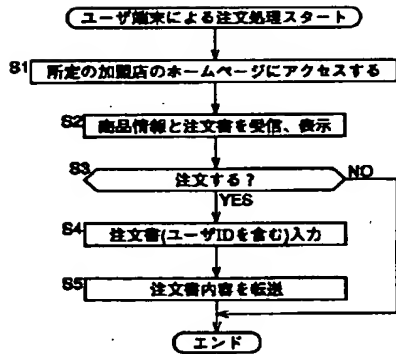 ユーザ端末による注文処理スタート
S1 所定の加盟店のホームページにアクセスする
S2 商品情報と注文書を受信、表示
S3 注文する? NO
YES
S4 注文書(ユーザIDを含む)入力
S5 注文書内容を転送
エンド